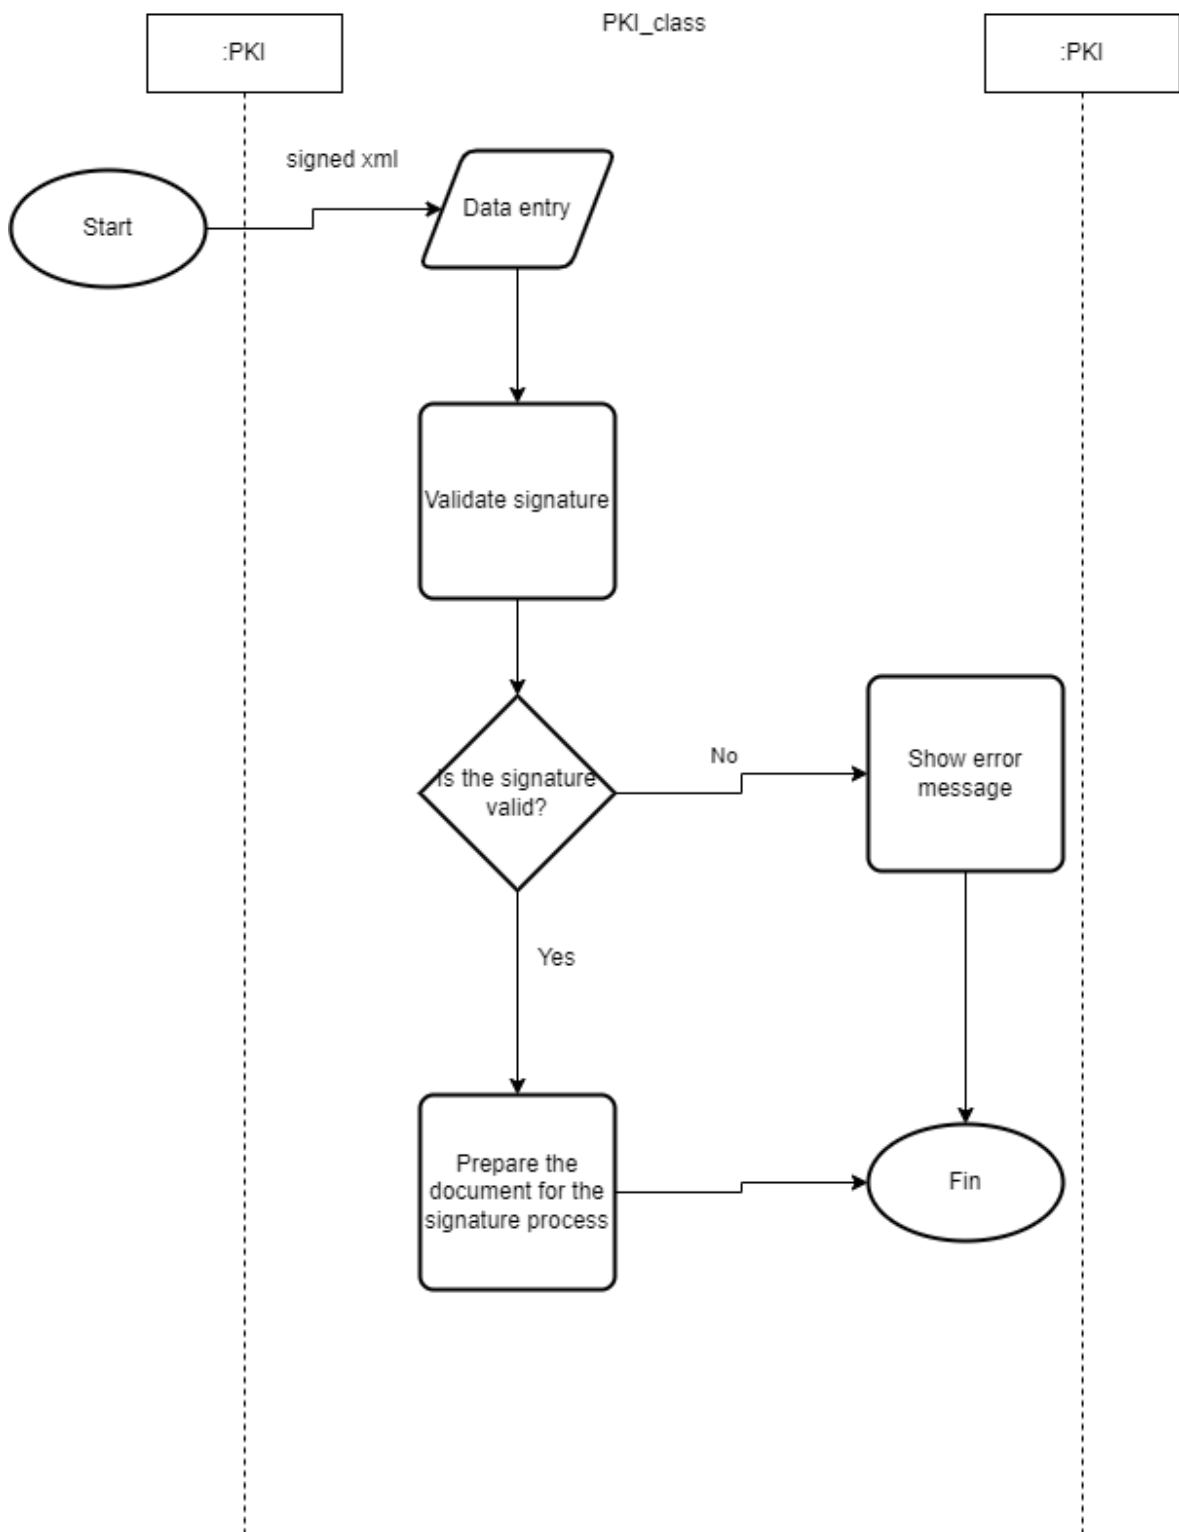 PKI_class
:PKI
:PKI
signed xml
Start
Data entry
Validate signature
Is the signature
valid?
No
Show error
message
Yes
Prepare the
document for the
signature process
Fin